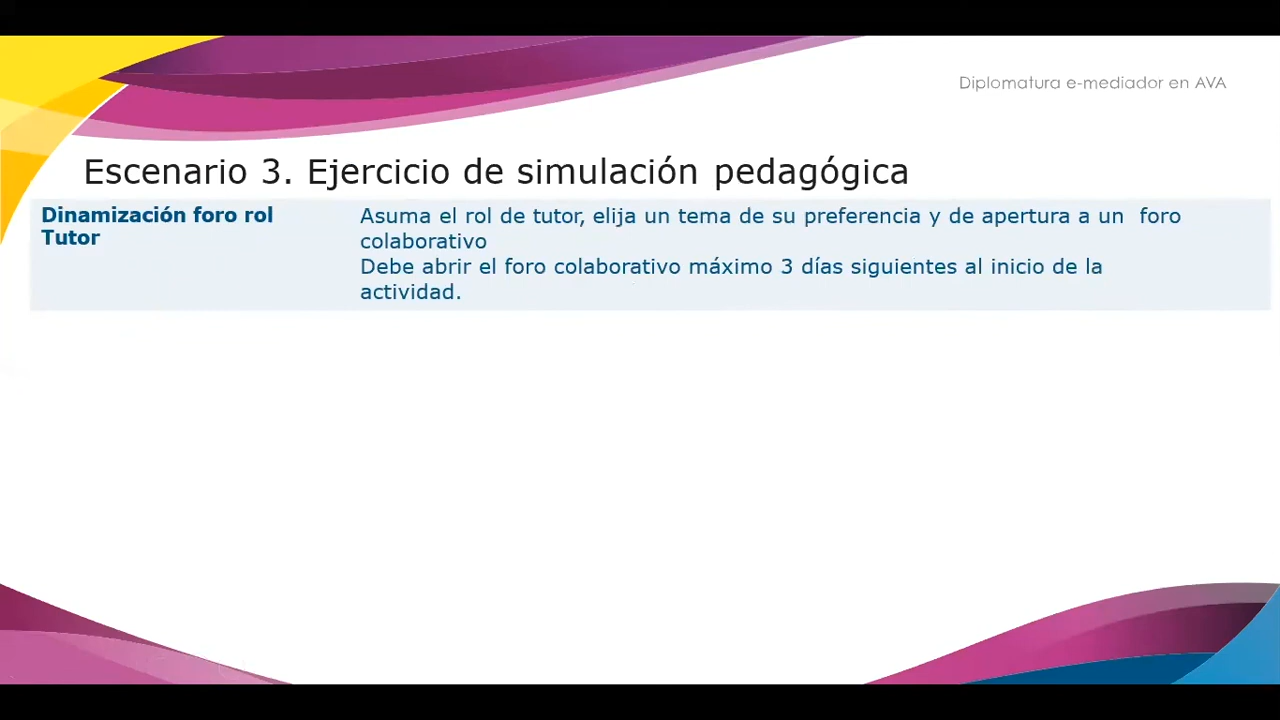 Diplomatura e-mediador en AVA
Escenario 3. Ejercicio de simulación pedagógica
Dinamización foro rol
Tutor
Asuma el rol de tutor, elija un tema de su preferencia y de apertura a un  foro
colaborativo
Debe abrir el foro colaborativo máximo 3 días siguientes al inicio de la
actividad.